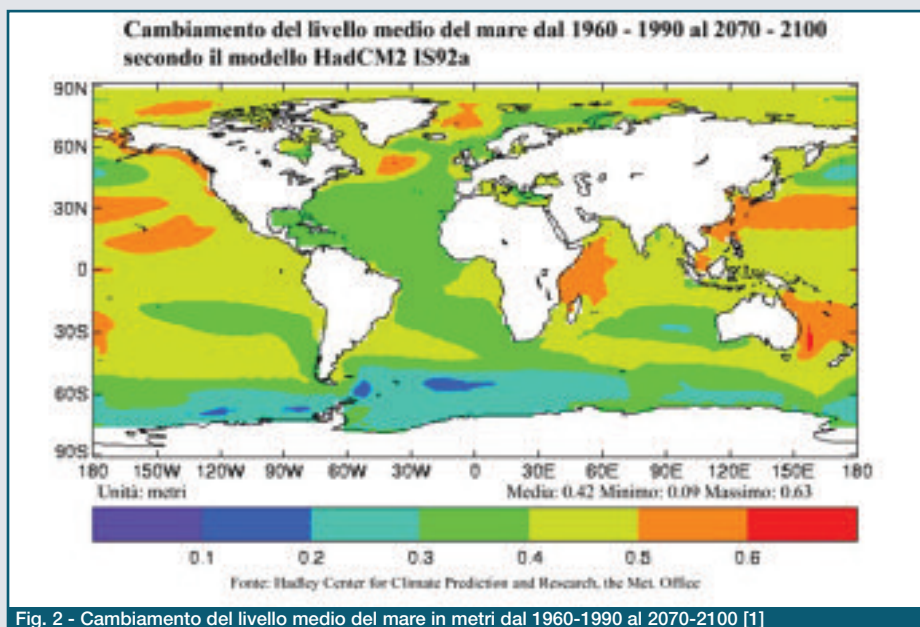 Cambiamento del livello medio del mare dal 1960 - 1990 al 2070 - 2100
secondo il modello HadCM2 IS92a
90N
60N
30N
0
30S
60S
90S
180 150W 120W 90W 60W 30W 0 30E 60E 90E 120E 150E 180
Unità: metri Media: 0.42 Minimo: 0.09 Massimo: 0.63
0.1 0.2 0.3 0.4 0.5 0.6
Fonte: Hadley Center for Climate Prediction and Research, the Met. Office
Fig. 2 - Cambiamento del livello medio del mare in metri dal 1960-1990 al 2070-2100 [1]